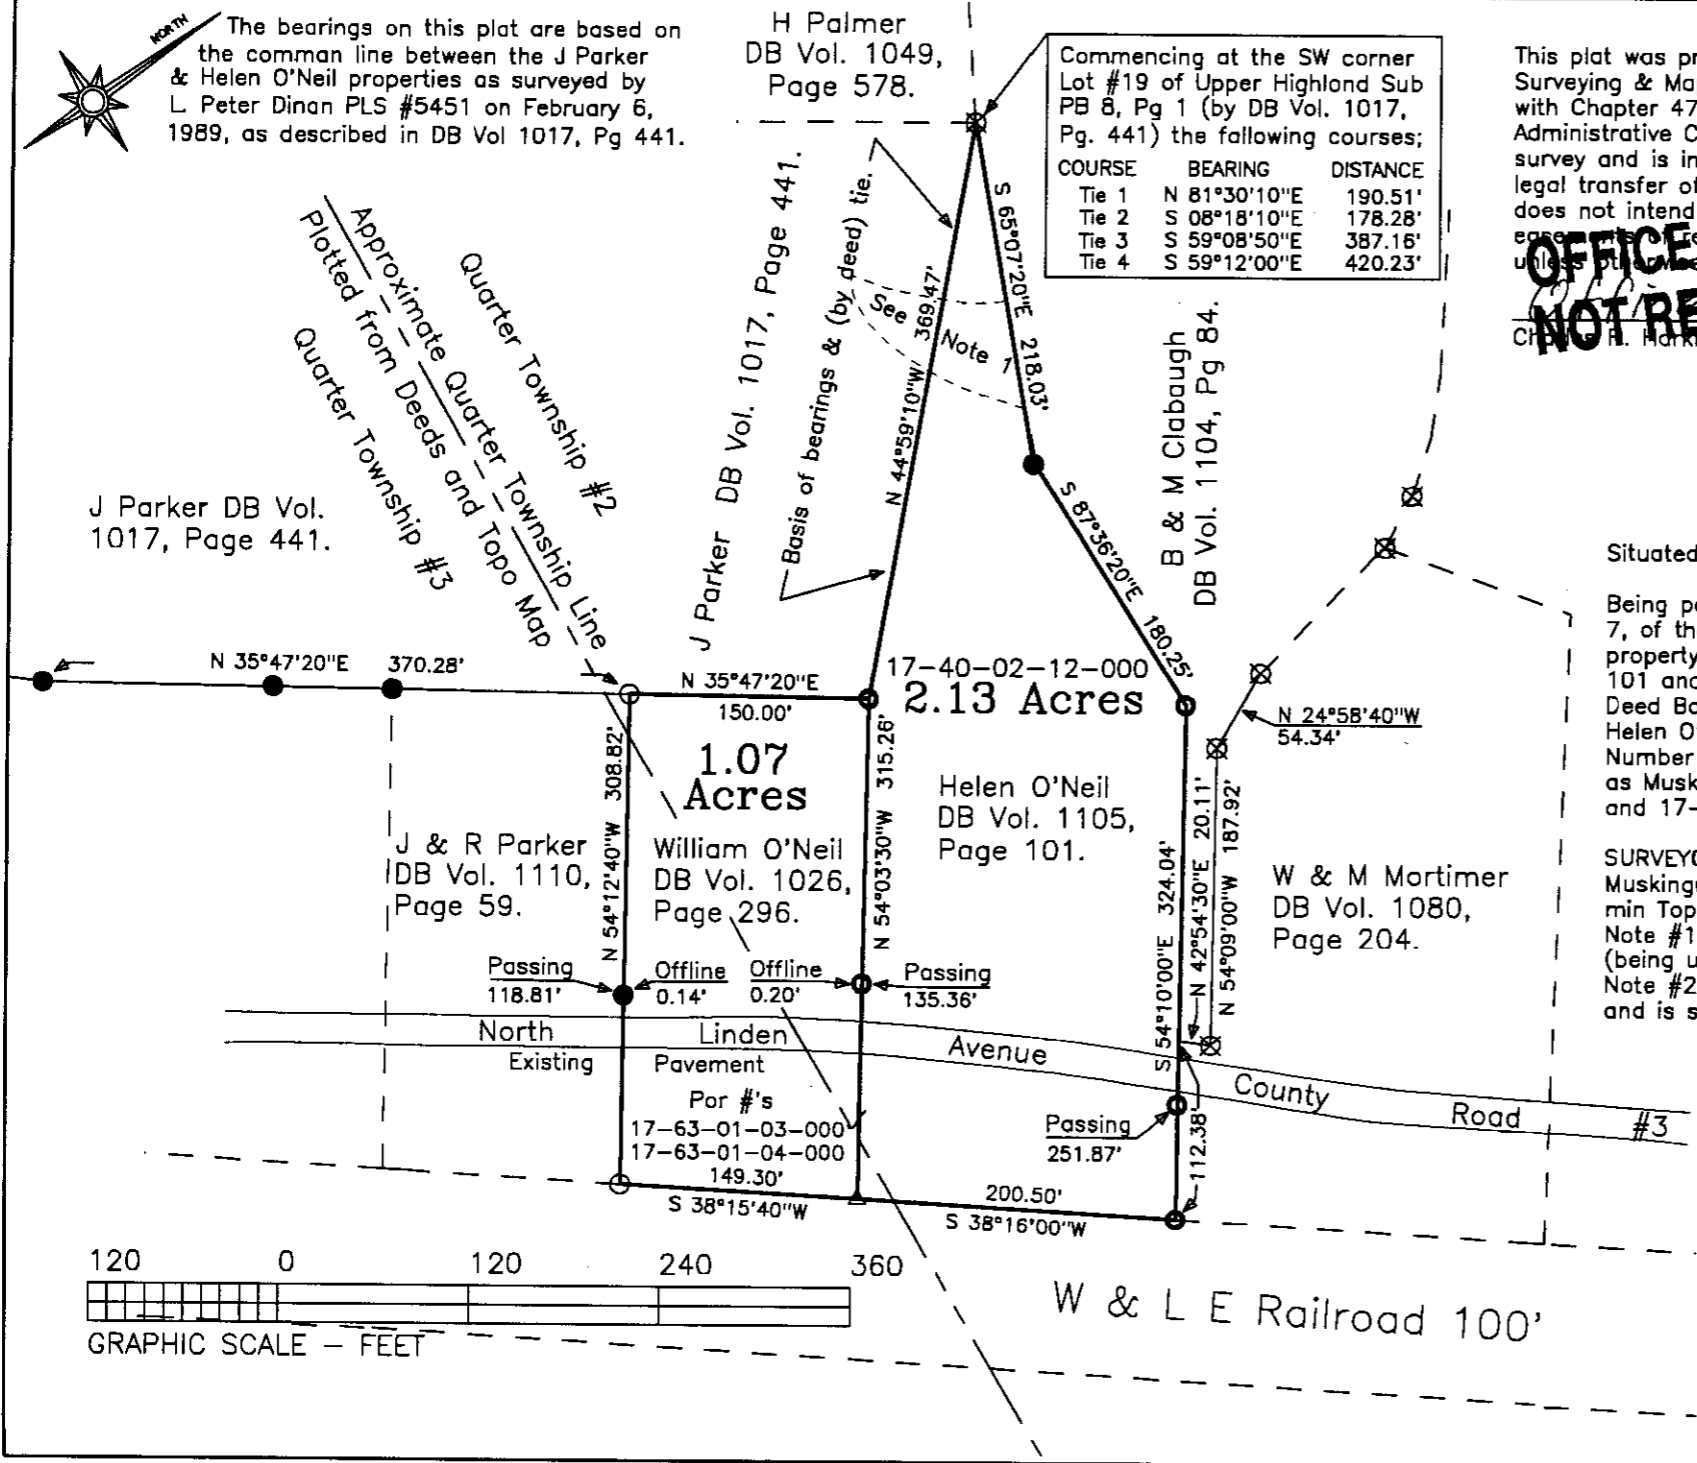 NORTH
The bearings on this plat are based on
the comman line between the J Parker
& Helen O'Neil properties as surveyed by
L Peter Dinan PLS #5451 on February 6,
1989, as described in DB Vol 1017, Pg 441.
H Palmer
DB Vol. 1049,
Page 578.
Commencing at the SW corner
Lot #19 of Upper Highland Sub
PB 8, Pg 1 (by DB Vol. 1017,
Pg. 441) the following courses;
COURSE BEARING DISTANCE
Tie 1 N 81°30'10"E 190.51'
Tie 2 S 08°18'10"E 178.28'
Tie 3 S 59°08'50"E 387.16'
Tie 4 S 59°12'00"E 420.23'
This plat was pr
Surveying & Ma
with Chapter 47
Administrative C
survey and is in
legal transfer of
does not intend
easements or re
unless otherwise
OFFICE
NOT RE
Charles R. Hark
Approximate Quarter Township Line
Plotted from Deeds and Topo Map
Quarter Township #2
Quarter Township #3
J Parker DB Vol. 1017, Page 441.
Basis of bearings & (by deed) tie.
N 44°59'10"W 369.47'
See Note 1
S 65°07'20"E 218.03'
S 87°36'20"E 180.25'
B & M Clabaugh
DB Vol. 1104, Pg 84.
J Parker DB Vol.
1017, Page 441.
N 35°47'20"E 370.28'
N 35°47'20"E
150.00'
17-40-02-12-000
2.13 Acres
N 24°58'40"W
54.34'
1.07
Acres
N 54°12'40"W 308.82'
N 54°03'30"W 315.26'
Helen O'Neil
DB Vol. 1105,
Page 101.
J & R Parker
DB Vol. 1110,
Page 59.
William O'Neil
DB Vol. 1026,
Page 296.
S 54°10'00"E 324.04'
N 42°54'30"E 20.11'
N 54°09'00"W 187.92'
W & M Mortimer
DB Vol. 1080,
Page 204.
Situated
Being p
7, of th
property
101 and
Deed Bo
Helen O
Number
as Musk
and 17-
SURVEYO
Muskingu
min Top
Note #1
(being u
Note #2
and is s
Passing
118.81'
Offline
0.14'
Offline
0.20'
Passing
135.36'
North Linden Avenue County Road #3
Existing Pavement
Por #'s
17-63-01-03-000
17-63-01-04-000
149.30'
S 38°15'40"W
Passing
251.87'
112.38'
200.50'
S 38°16'00"W
120 0 120 240 360
GRAPHIC SCALE - FEET
W & L E Railroad 100'